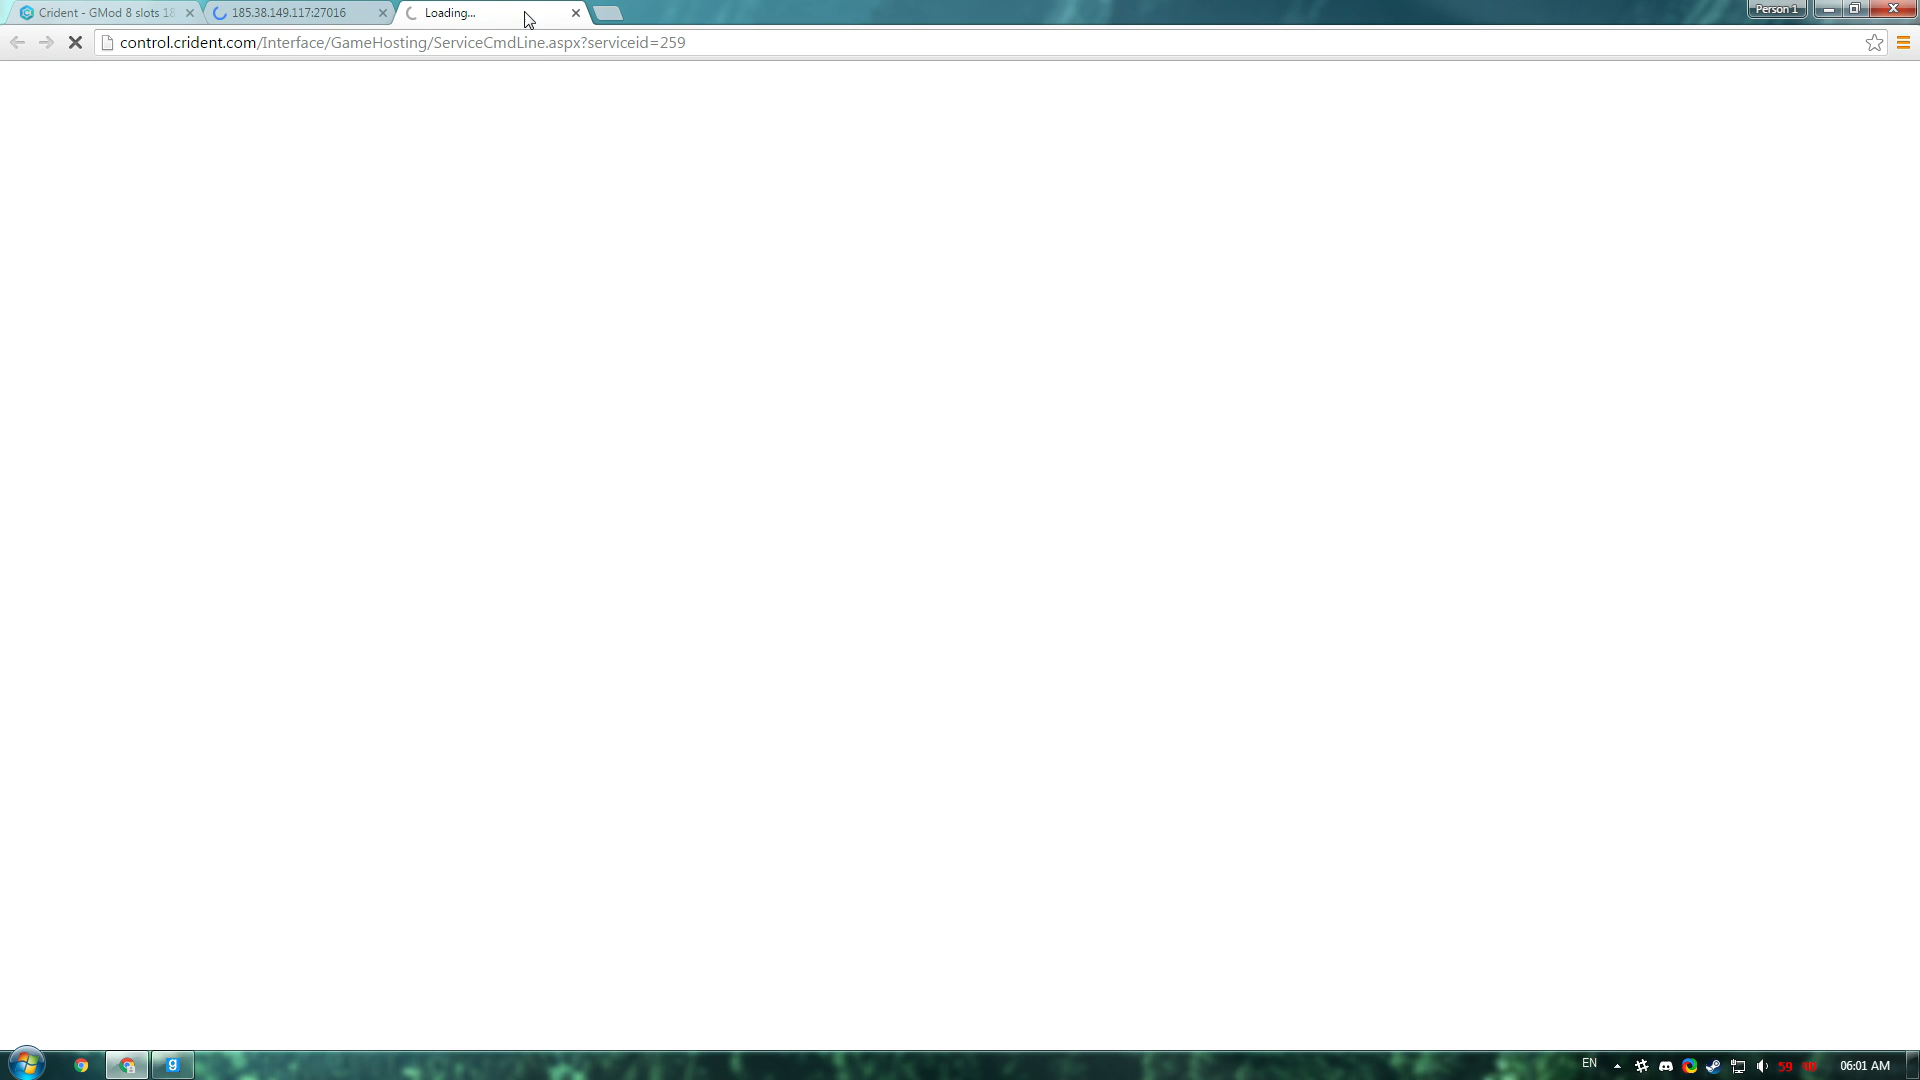 Crident - GMod 8 slots 18
185.38.149.117:27016
Loading...
Person 1
control.crident.com/Interface/GameHosting/ServiceCmdLine.aspx?serviceid=259
EN
59
06:01 AM